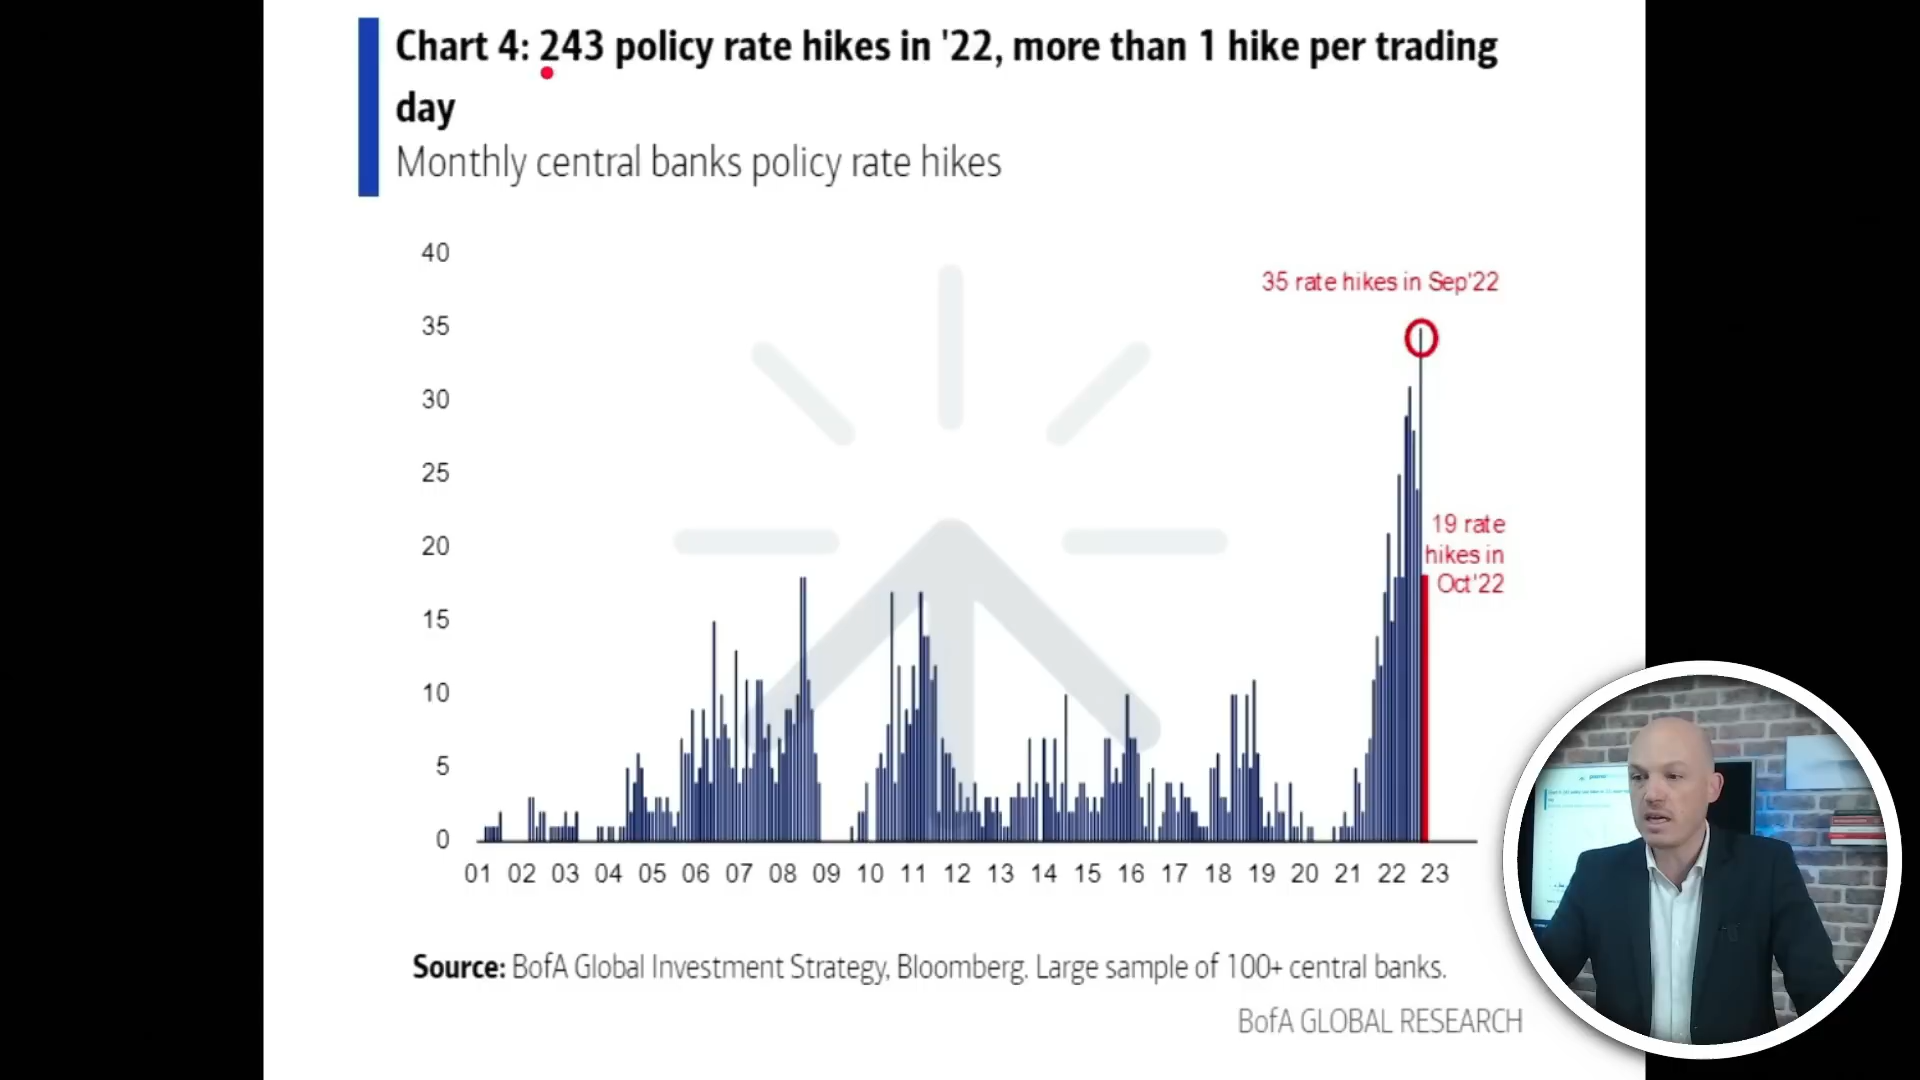 Chart 4: 243 policy rate hikes in '22, more than 1 hike per trading
day
Monthly central banks policy rate hikes
40
35 rate hikes in Sep'22
35
30
25
19 rate
hikes in
Oct'22
20
15
10
5
0
01 02 03 04 05 06 07 08 09 10 11 12 13 14 15 16 17 18 19 20 21 22 23
Source: BofA Global Investment Strategy, Bloomberg. Large sample of 100+ central banks.
BofA GLOBAL RESEARCH